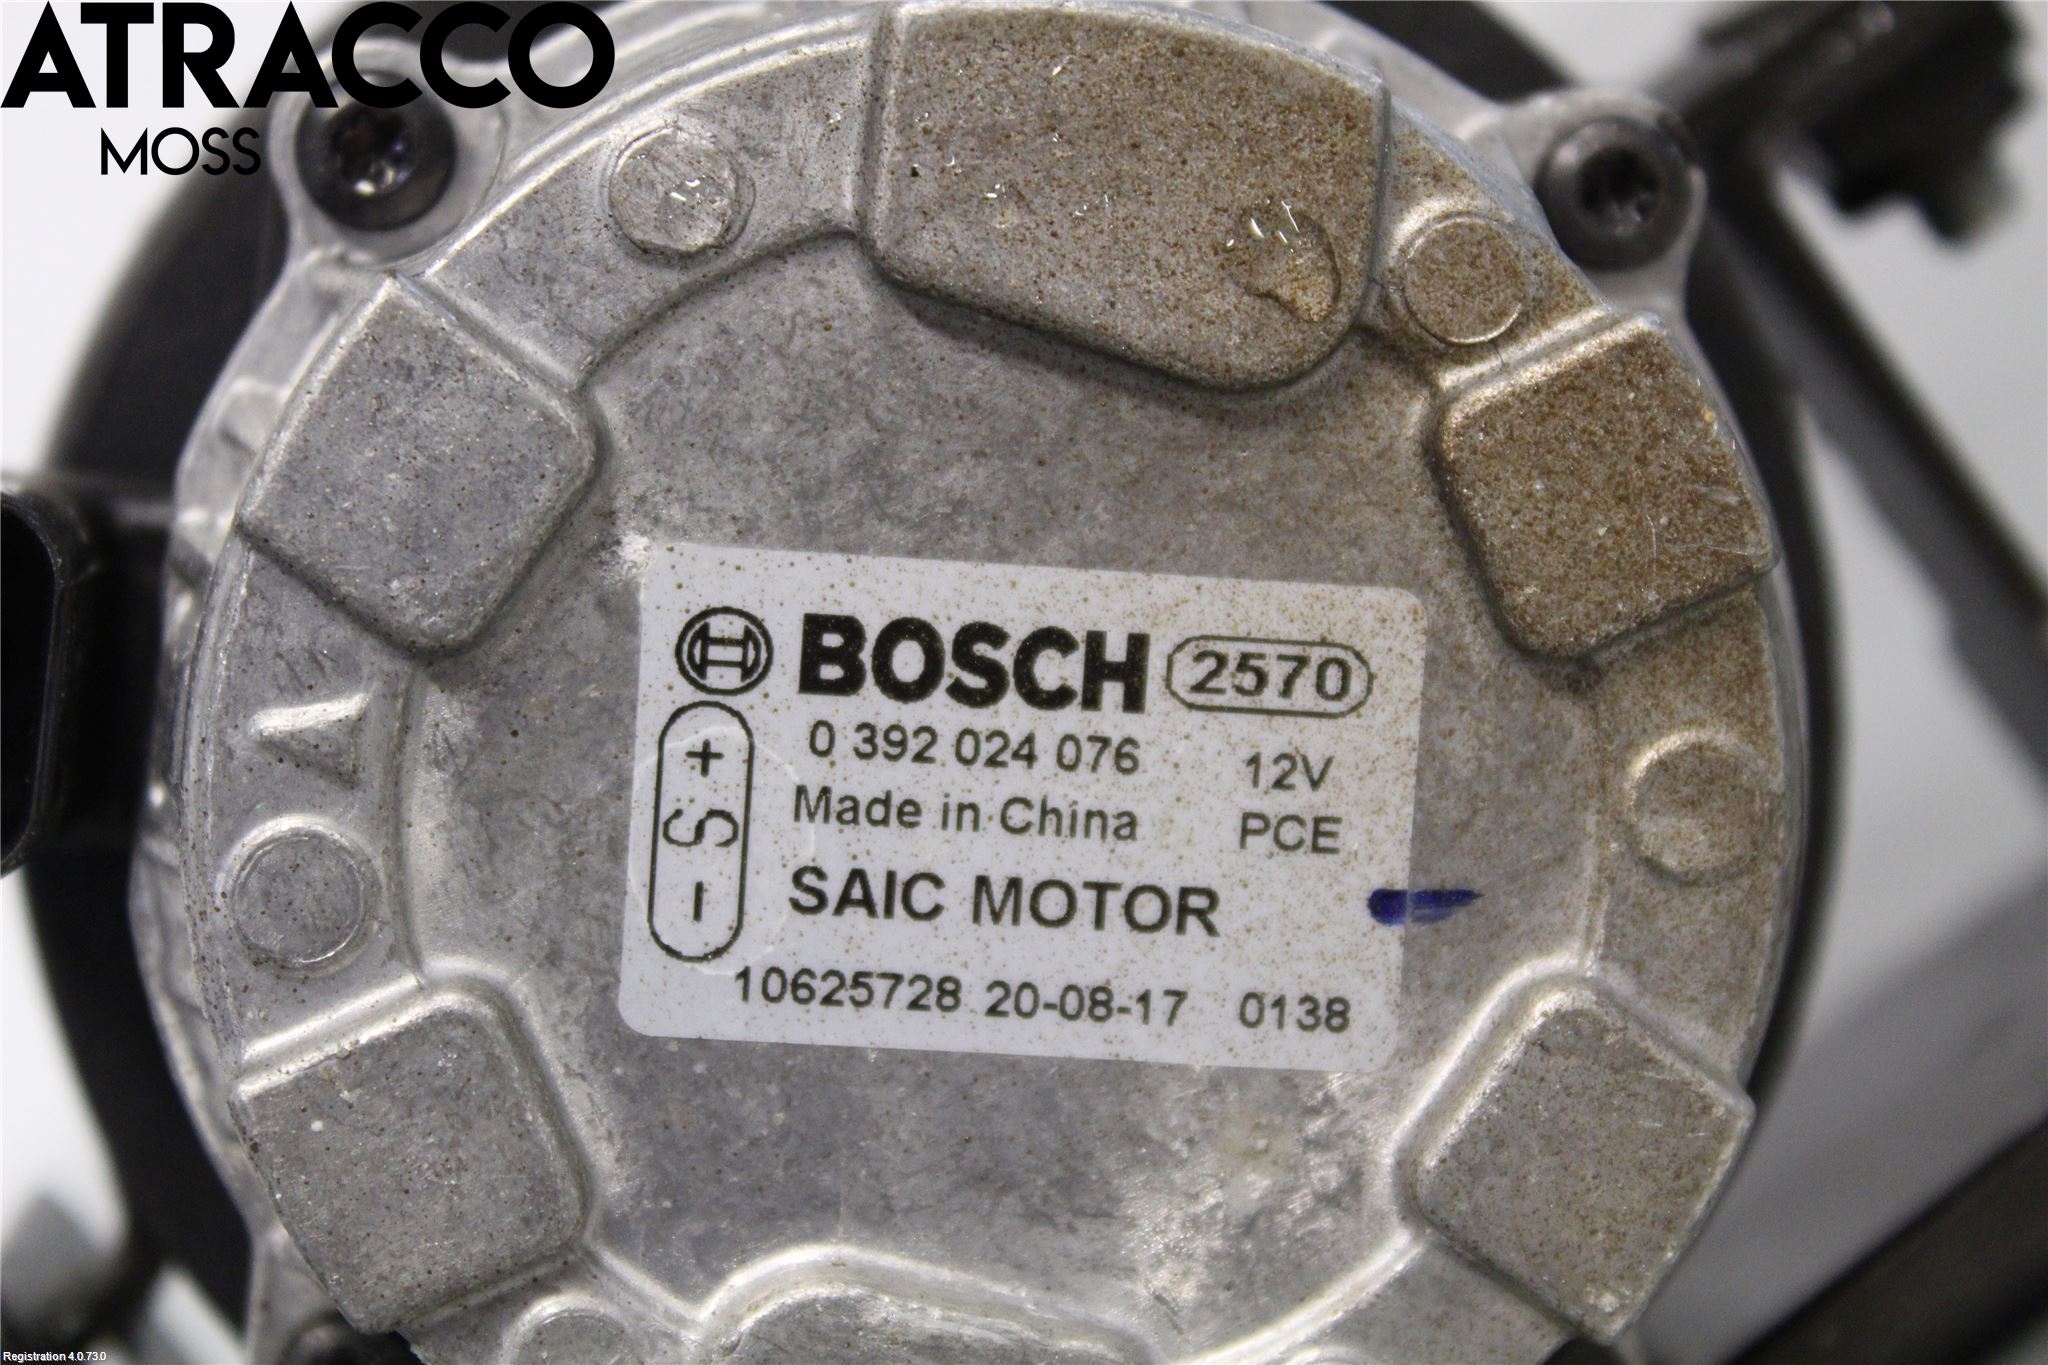 ATRACCO
MOSS
BOSCH 2570
0 392 024 076 12V
Made in China PCE
SAIC MOTOR
10625728 20-08-17 0138
+ S -
Registration 4.0.73.0